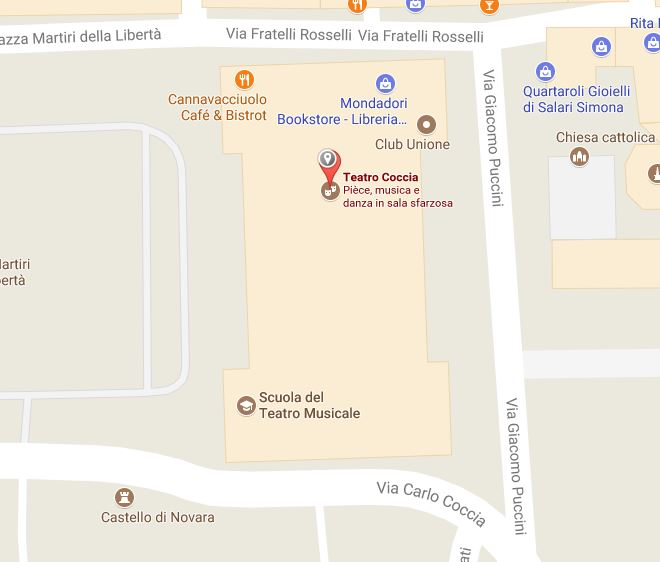 Rita
azza Martiri della Libertà
Via Fratelli Rosselli
Via Fratelli Rosselli
Via Giacomo Puccini
Quartaroli Gioielli
di Salari Simona
Cannavacciuolo
Café & Bistrot
Mondadori
Bookstore - Libreria...
Club Unione
Chiesa cattolica
Teatro Coccia
Pièce, musica e
danza in sala sfarzosa
Martiri
ertà
Scuola del
Teatro Musicale
Via Giacomo Puccini
Via Carlo Coccia
Castello di Novara